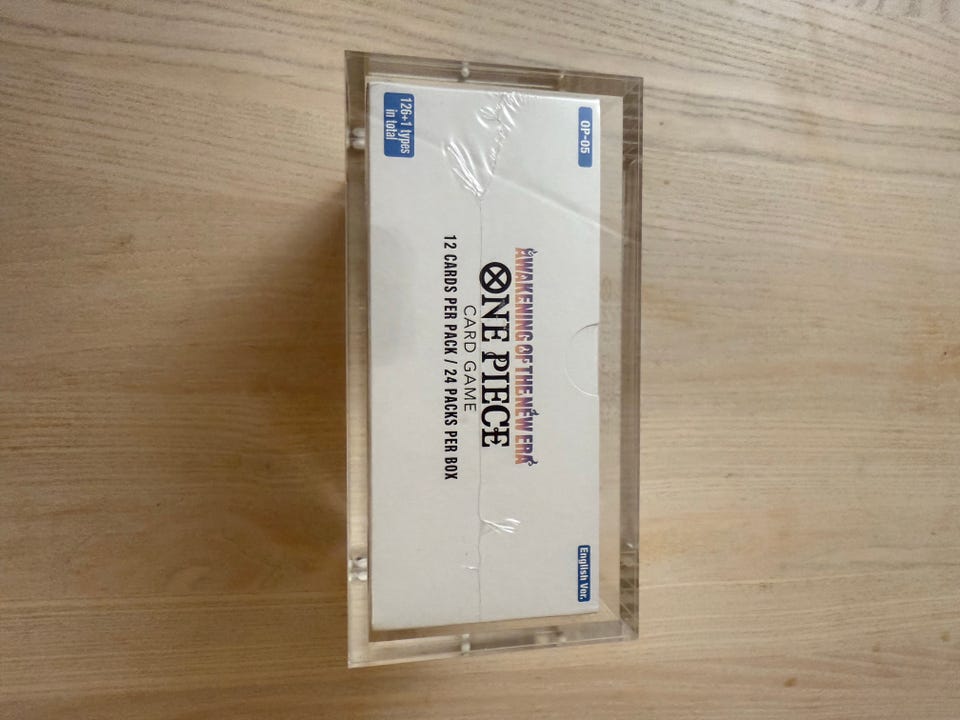 OP-05
English Ver.
AWAKENING OF THE NEW ERA
ONE PIECE
CARD GAME
12 CARDS PER PACK / 24 PACKS PER BOX
126+1 types
in total